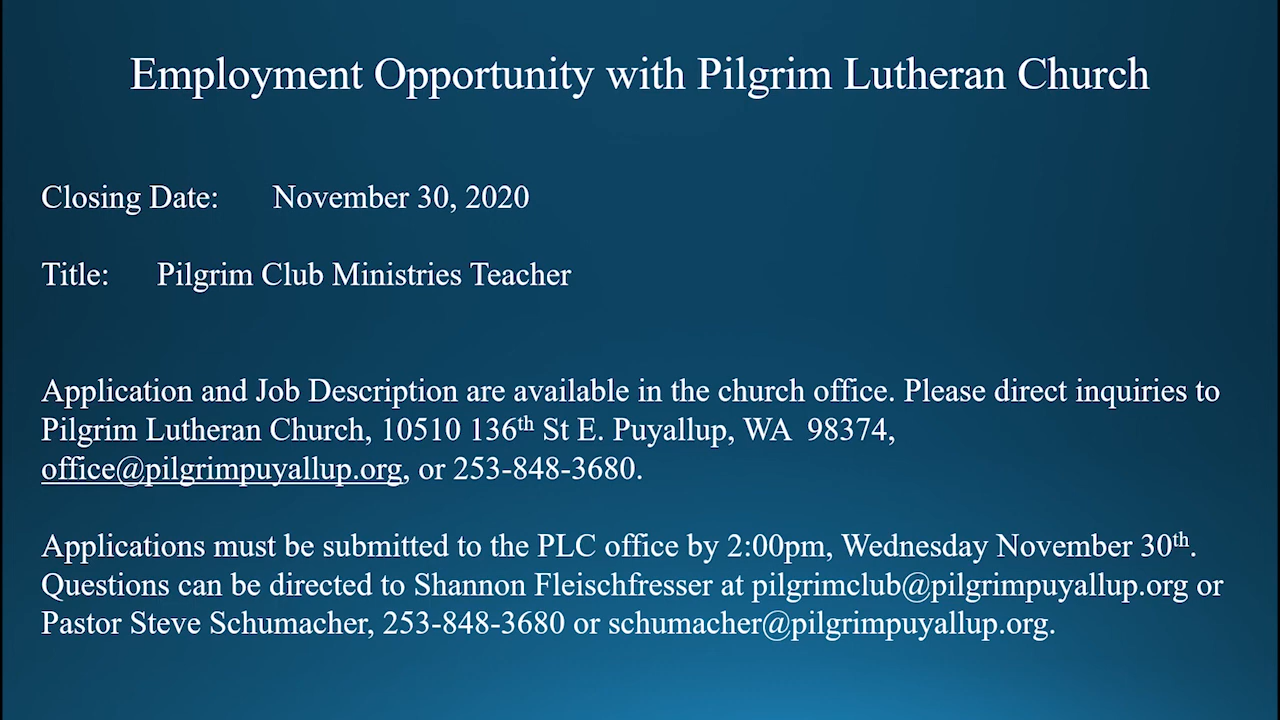 Employment Opportunity with Pilgrim Lutheran Church
Closing Date: November 30, 2020
Title: Pilgrim Club Ministries Teacher
Application and Job Description are available in the church office. Please direct inquiries to
Pilgrim Lutheran Church, 10510 136th St E. Puyallup, WA 98374,
office@pilgrimpuyallup.org, or 253-848-3680.
Applications must be submitted to the PLC office by 2:00pm, Wednesday November 30th.
Questions can be directed to Shannon Fleischfresser at pilgrimclub@pilgrimpuyallup.org or
Pastor Steve Schumacher, 253-848-3680 or schumacher@pilgrimpuyallup.org.